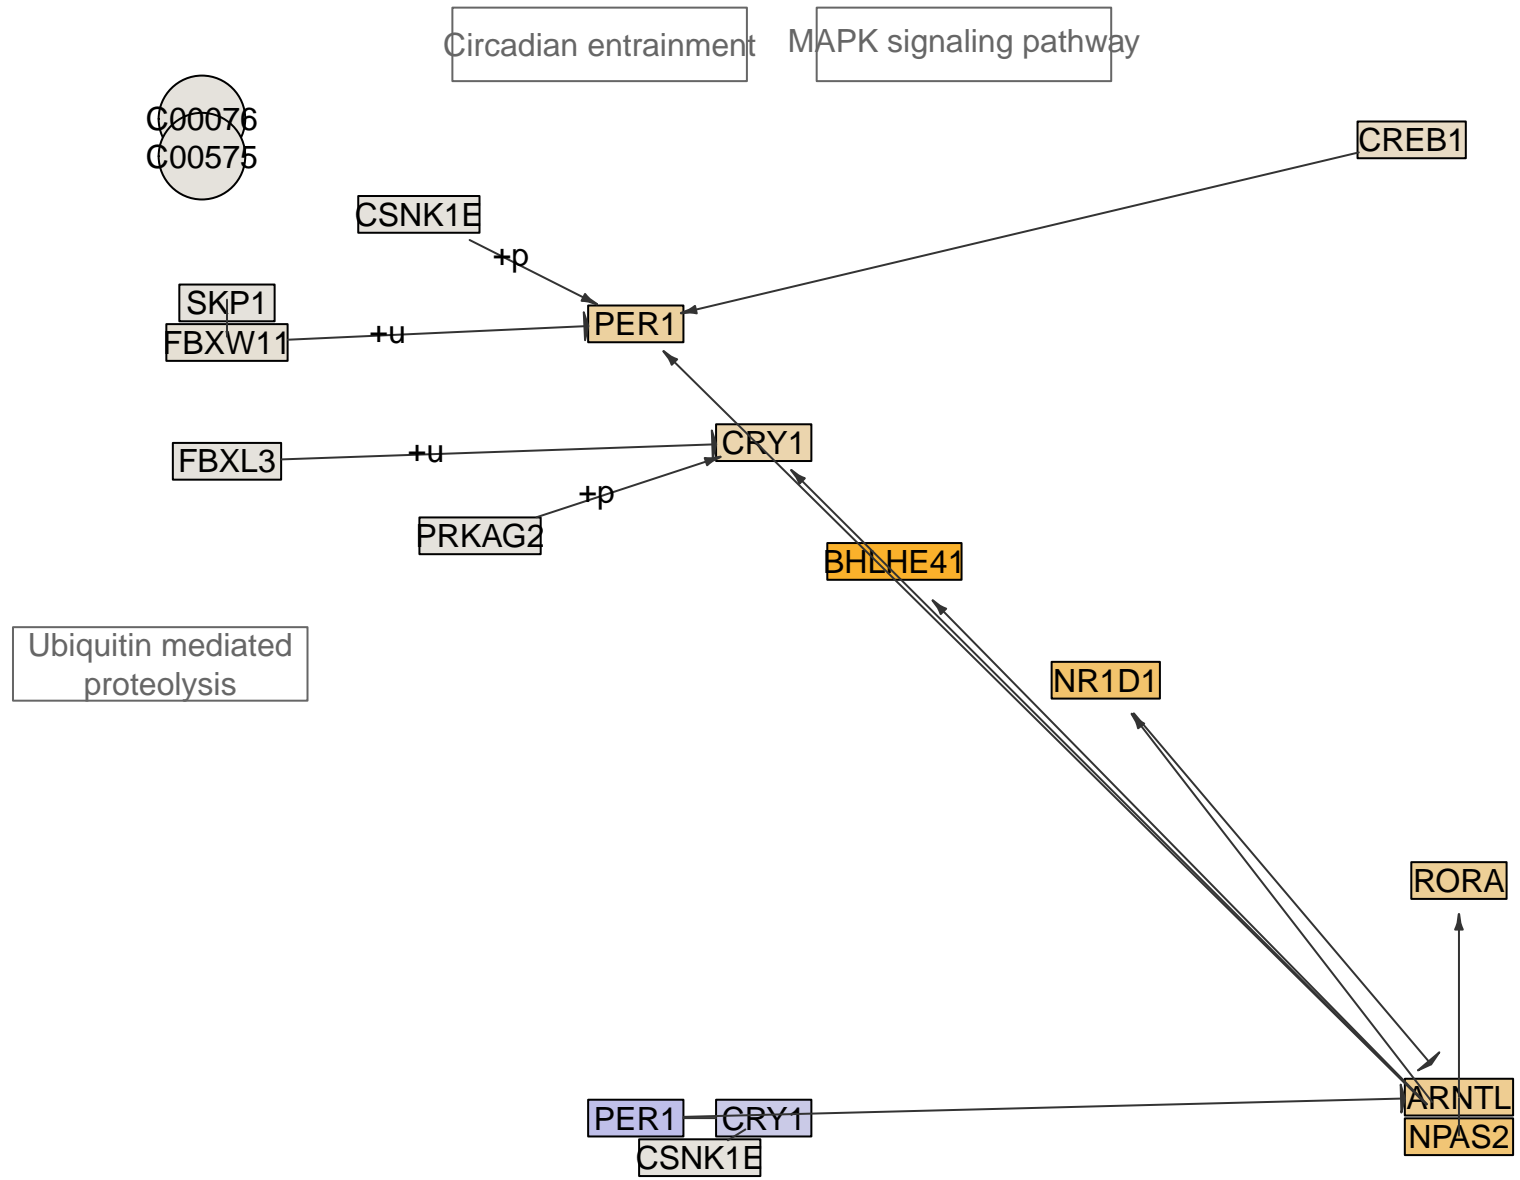 Circadian entrainment
MAPK signaling pathway
C00076
C00575
CREB1
CSNK1E
+p
SKP1
PER1
FBXW11
+u
CRY1
FBXL3
+u
+p
PRKAG2
BHLHE41
Ubiquitin mediated
proteolysis
NR1D1
RORA
ARNTL
PER1
CRY1
NPAS2
CSNK1E